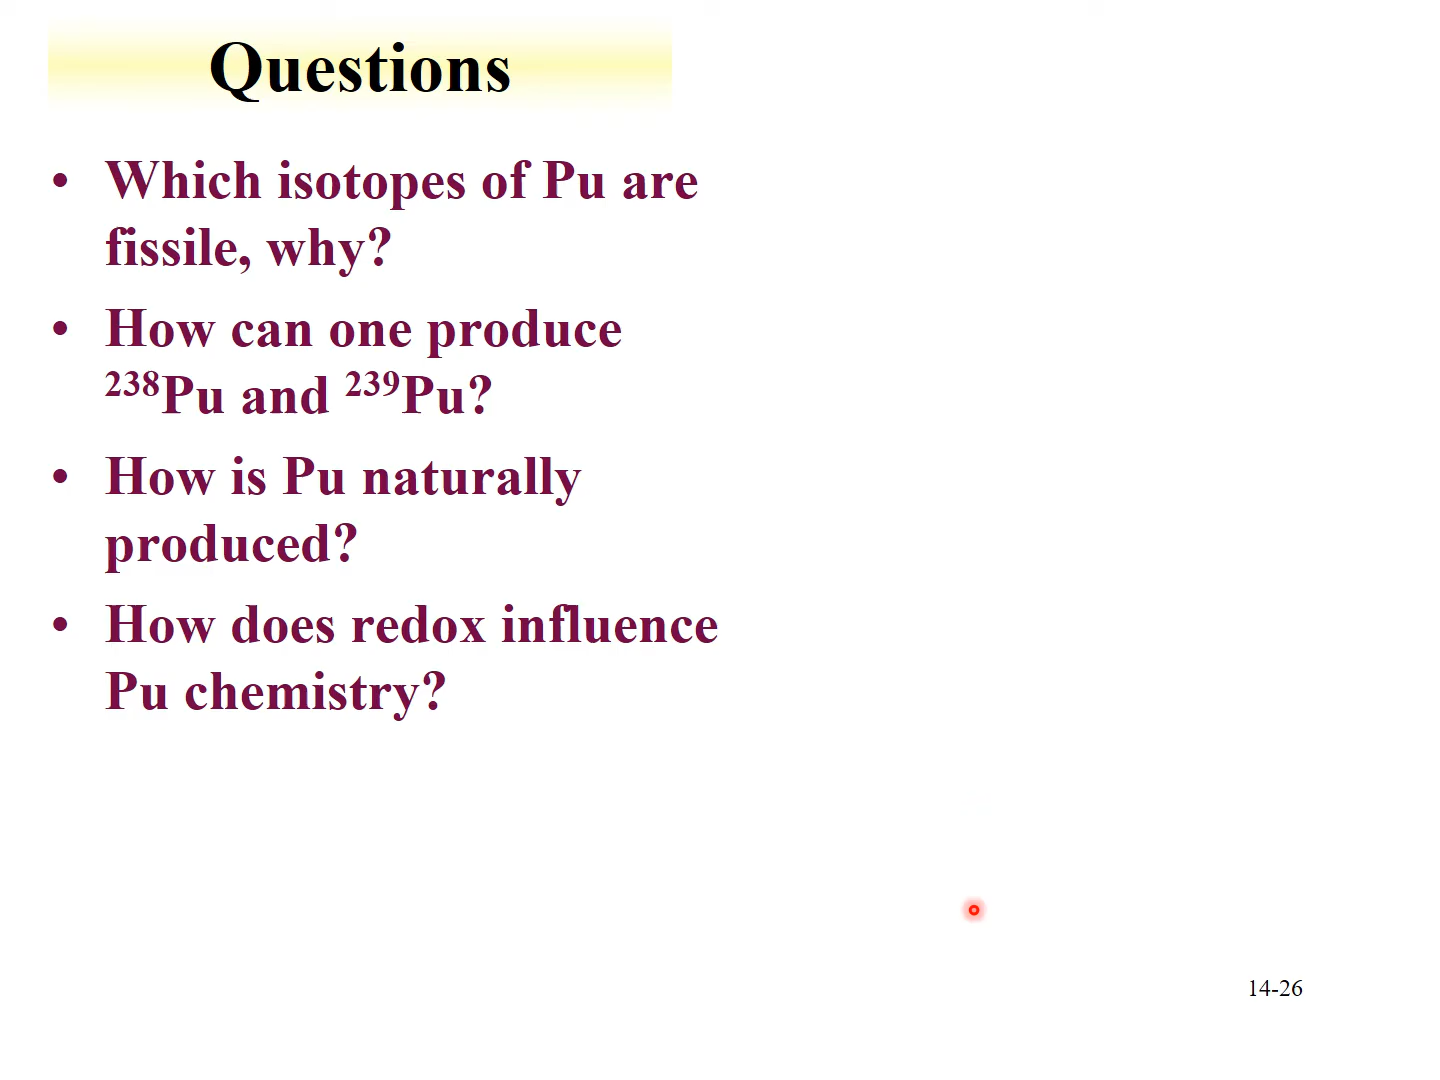 Questions
• Which isotopes of Pu are
fissile, why?
• How can one produce
²³⁸Pu and ²³⁹Pu?
• How is Pu naturally
produced?
• How does redox influence
Pu chemistry?
14-26